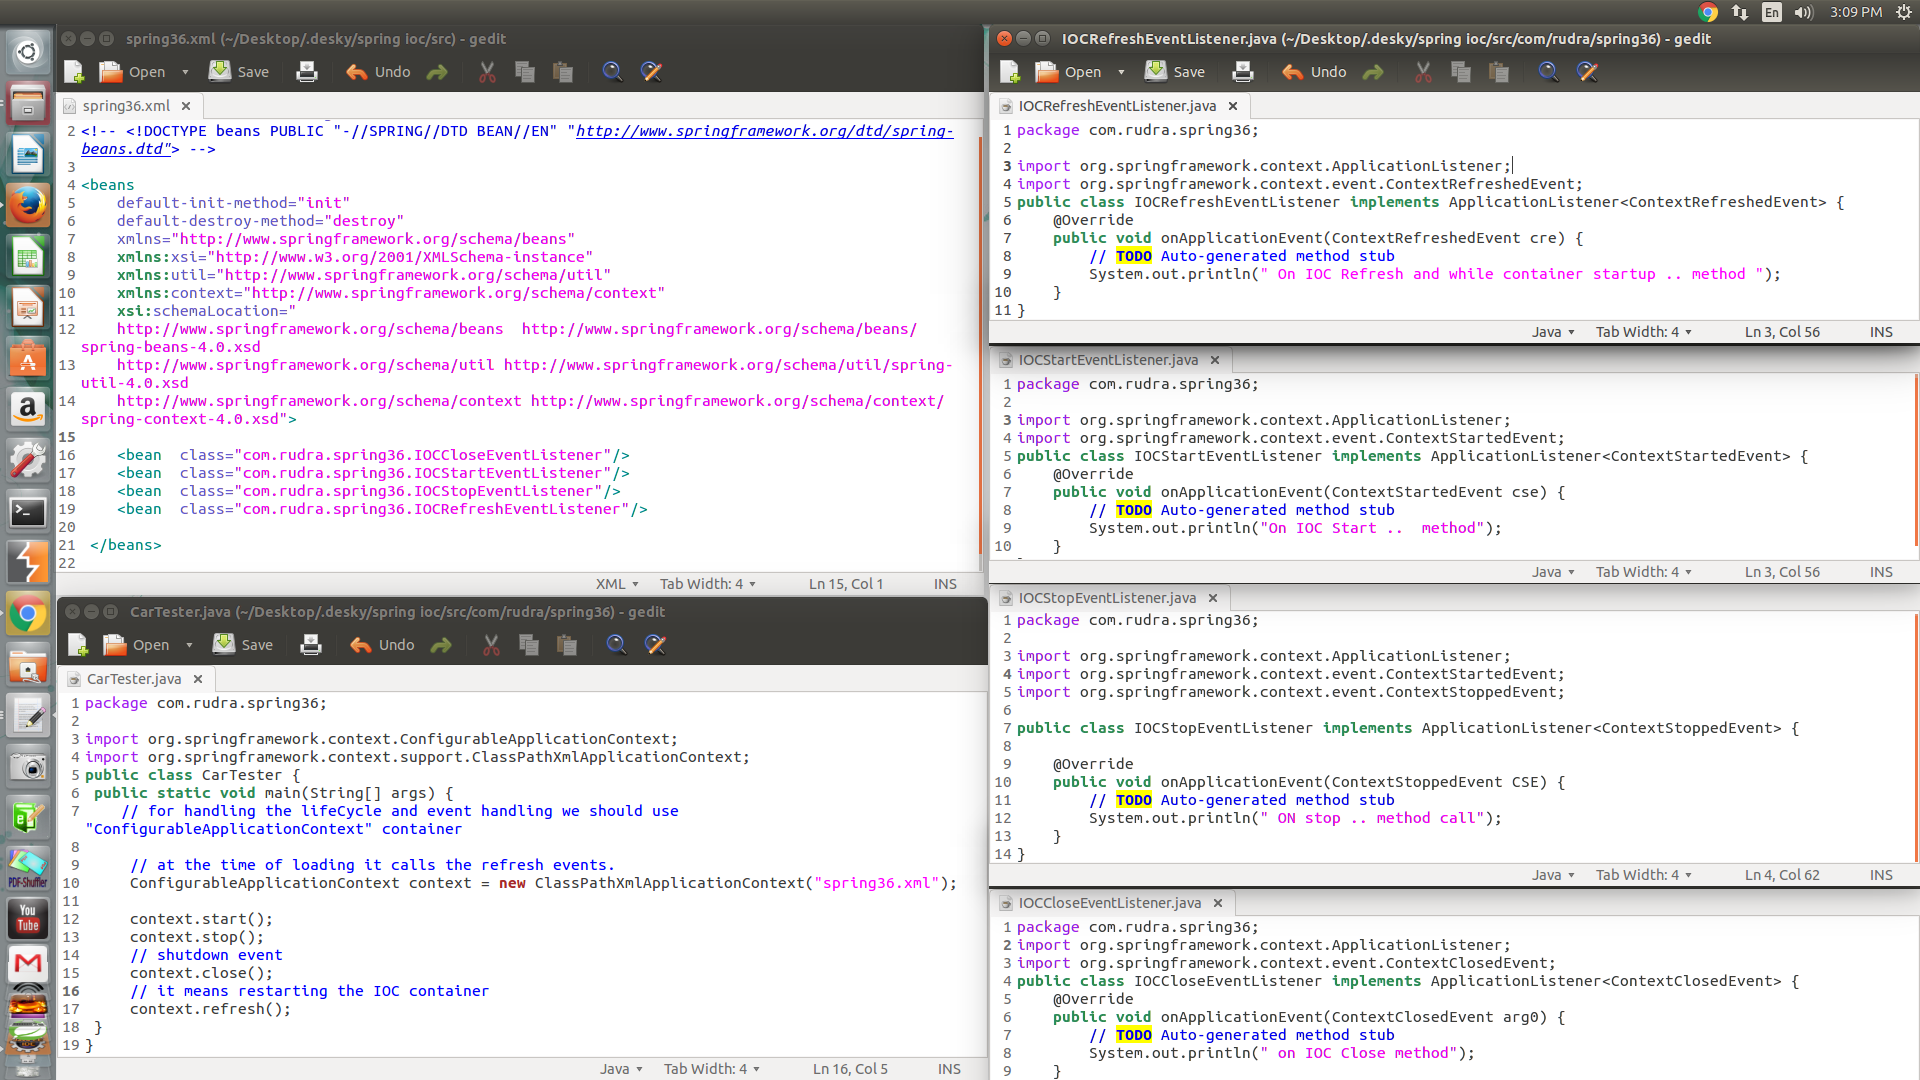 En
3:09 PM
spring36.xml (~/Desktop/.desky/spring ioc/src) - gedit
Open
Save
Undo
spring36.xml
2 <!-- <!DOCTYPE beans PUBLIC "-//SPRING//DTD BEAN//EN" "http://www.springframework.org/dtd/spring-
beans.dtd"> -->
3
4 <beans
5     default-init-method="init"
6     default-destroy-method="destroy"
7     xmlns="http://www.springframework.org/schema/beans"
8     xmlns:xsi="http://www.w3.org/2001/XMLSchema-instance"
9     xmlns:util="http://www.springframework.org/schema/util"
10     xmlns:context="http://www.springframework.org/schema/context"
11     xsi:schemaLocation="
12     http://www.springframework.org/schema/beans  http://www.springframework.org/schema/beans/
spring-beans-4.0.xsd
13     http://www.springframework.org/schema/util http://www.springframework.org/schema/util/spring-
util-4.0.xsd
14     http://www.springframework.org/schema/context http://www.springframework.org/schema/context/
spring-context-4.0.xsd">
15
16     <bean  class="com.rudra.spring36.IOCCloseEventListener"/>
17     <bean  class="com.rudra.spring36.IOCStartEventListener"/>
18     <bean  class="com.rudra.spring36.IOCStopEventListener"/>
19     <bean  class="com.rudra.spring36.IOCRefreshEventListener"/>
20
21  </beans>
22
XML Tab Width: 4 Ln 15, Col 1 INS
CarTester.java (~/Desktop/.desky/spring ioc/src/com/rudra/spring36) - gedit
Open
Save
Undo
CarTester.java
1 package com.rudra.spring36;
2
3 import org.springframework.context.ConfigurableApplicationContext;
4 import org.springframework.context.support.ClassPathXmlApplicationContext;
5 public class CarTester {
6  public static void main(String[] args) {
7     // for handling the lifeCycle and event handling we should use
"ConfigurableApplicationContext" container
8
9      // at the time of loading it calls the refresh events.
10      ConfigurableApplicationContext context = new ClassPathXmlApplicationContext("spring36.xml");
11
12      context.start();
13      context.stop();
14      // shutdown event
15      context.close();
16      // it means restarting the IOC container
17      context.refresh();
18  }
19 }
Java Tab Width: 4 Ln 16, Col 5 INS
IOCRefreshEventListener.java (~/Desktop/.desky/spring ioc/src/com/rudra/spring36) - gedit
Open
Save
Undo
IOCRefreshEventListener.java
1 package com.rudra.spring36;
2
3 import org.springframework.context.ApplicationListener;
4 import org.springframework.context.event.ContextRefreshedEvent;
5 public class IOCRefreshEventListener implements ApplicationListener<ContextRefreshedEvent> {
6     @Override
7     public void onApplicationEvent(ContextRefreshedEvent cre) {
8         // TODO Auto-generated method stub
9         System.out.println(" On IOC Refresh and while container startup .. method ");
10     }
11 }
Java Tab Width: 4 Ln 3, Col 56 INS
IOCStartEventListener.java
1 package com.rudra.spring36;
2
3 import org.springframework.context.ApplicationListener;
4 import org.springframework.context.event.ContextStartedEvent;
5 public class IOCStartEventListener implements ApplicationListener<ContextStartedEvent> {
6     @Override
7     public void onApplicationEvent(ContextStartedEvent cse) {
8         // TODO Auto-generated method stub
9         System.out.println("On IOC Start ..  method");
10     }
Java Tab Width: 4 Ln 3, Col 56 INS
IOCStopEventListener.java
1 package com.rudra.spring36;
2
3 import org.springframework.context.ApplicationListener;
4 import org.springframework.context.event.ContextStartedEvent;
5 import org.springframework.context.event.ContextStoppedEvent;
6
7 public class IOCStopEventListener implements ApplicationListener<ContextStoppedEvent> {
8
9     @Override
10     public void onApplicationEvent(ContextStoppedEvent CSE) {
11         // TODO Auto-generated method stub
12         System.out.println(" ON stop .. method call");
13     }
14 }
Java Tab Width: 4 Ln 4, Col 62 INS
IOCCloseEventListener.java
1 package com.rudra.spring36;
2 import org.springframework.context.ApplicationListener;
3 import org.springframework.context.event.ContextClosedEvent;
4 public class IOCCloseEventListener implements ApplicationListener<ContextClosedEvent> {
5     @Override
6     public void onApplicationEvent(ContextClosedEvent arg0) {
7         // TODO Auto-generated method stub
8         System.out.println(" on IOC Close method");
9     }
PDF-Shuffler
You
Tube